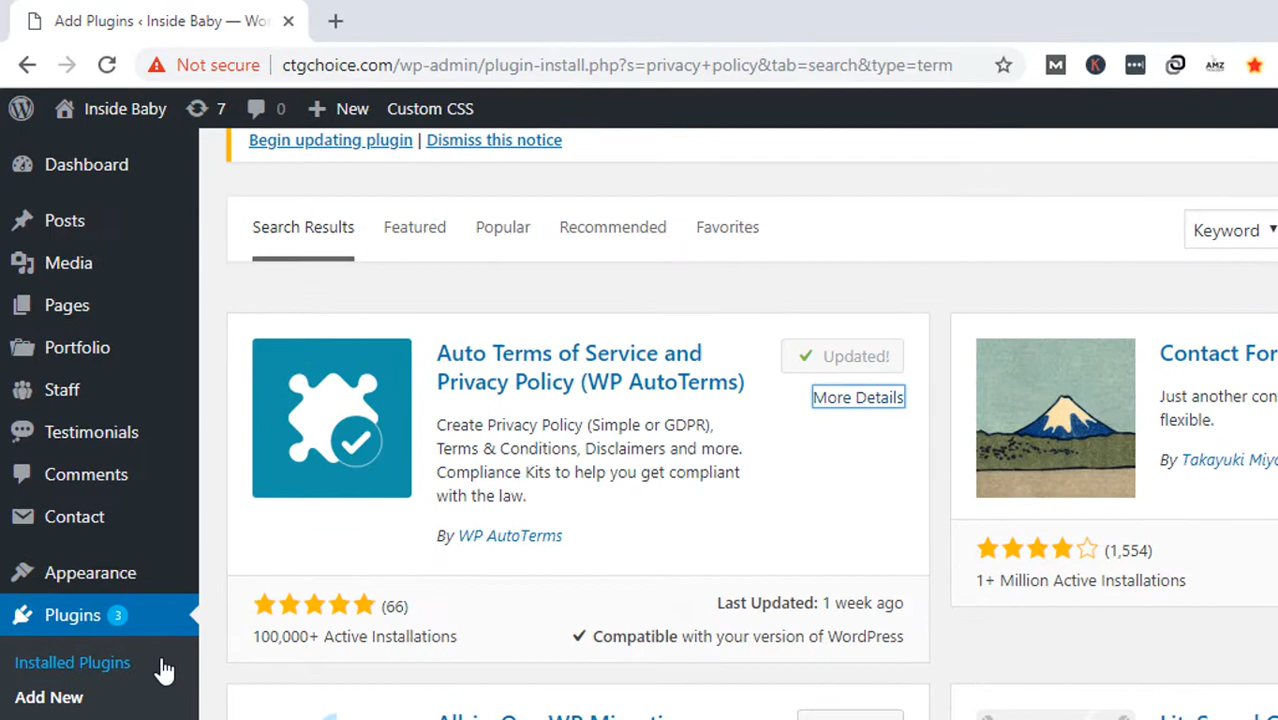 Add Plugins ‹ Inside Baby — Wo
Not secure
ctgchoice.com/wp-admin/plugin-install.php?s=privacy+policy&tab=search&type=term
M
K
AMZ
Inside Baby
7
0
New
Custom CSS
Begin updating plugin | Dismiss this notice
Dashboard
Posts
Media
Pages
Portfolio
Staff
Testimonials
Comments
Contact
Appearance
Plugins 3
Installed Plugins
Add New
Search Results
Featured
Popular
Recommended
Favorites
Keyword
Auto Terms of Service and
Privacy Policy (WP AutoTerms)
Updated!
More Details
Create Privacy Policy (Simple or GDPR),
Terms & Conditions, Disclaimers and more.
Compliance Kits to help you get compliant
with the law.
By WP AutoTerms
(66)
100,000+ Active Installations
Last Updated: 1 week ago
Compatible with your version of WordPress
Contact For
Just another con
flexible.
By Takayuki Miyo
(1,554)
1+ Million Active Installations